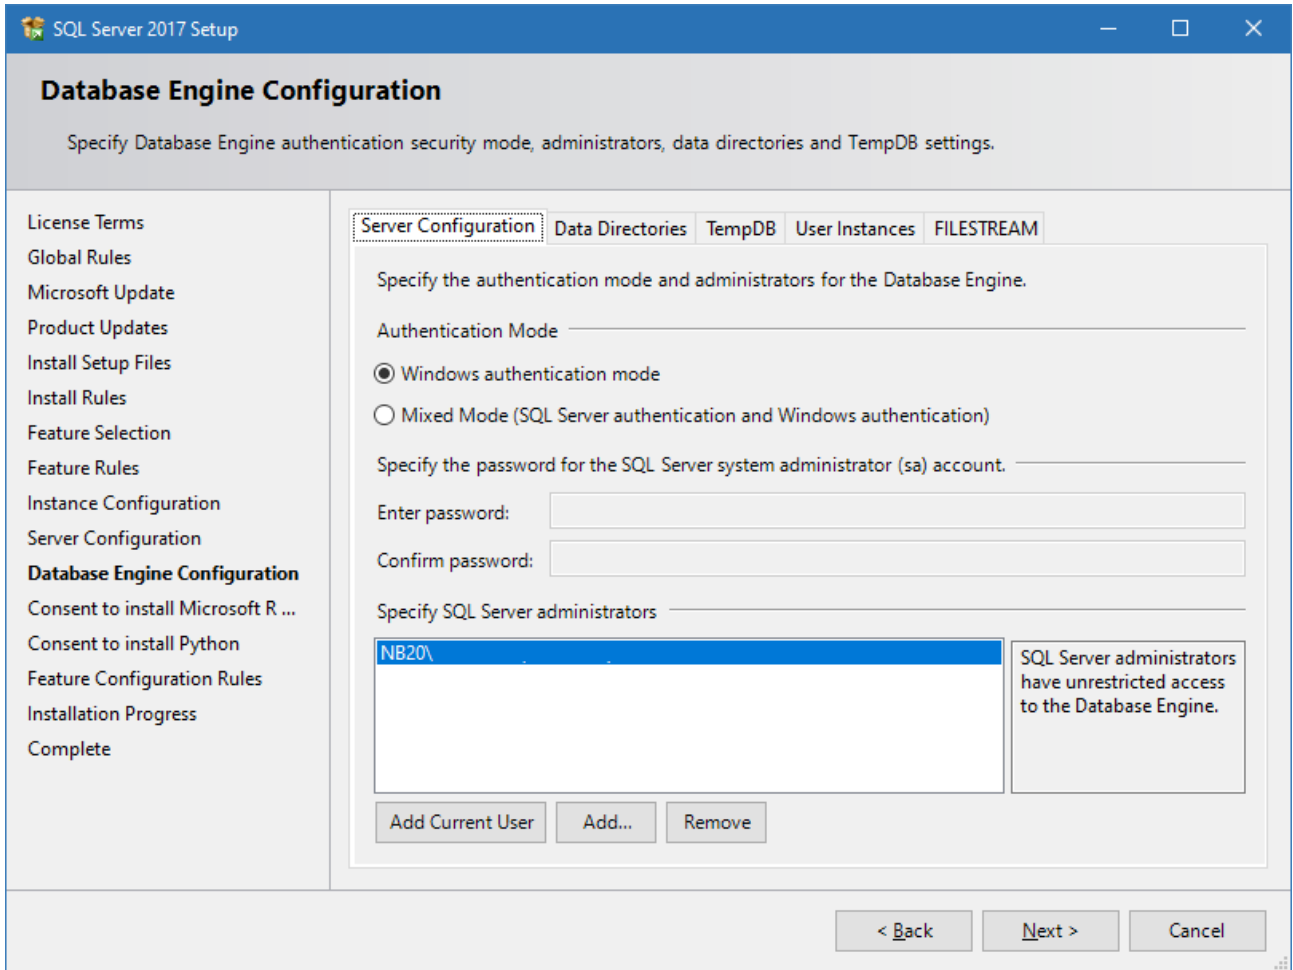 SQL Server 2017 Setup
Database Engine Configuration
Specify Database Engine authentication security mode, administrators, data directories and TempDB settings.
License Terms
Global Rules
Microsoft Update
Product Updates
Install Setup Files
Install Rules
Feature Selection
Feature Rules
Instance Configuration
Server Configuration
Database Engine Configuration
Consent to install Microsoft R ...
Consent to install Python
Feature Configuration Rules
Installation Progress
Complete
Server Configuration Data Directories TempDB User Instances FILESTREAM
Specify the authentication mode and administrators for the Database Engine.
Authentication Mode
Windows authentication mode
Mixed Mode (SQL Server authentication and Windows authentication)
Specify the password for the SQL Server system administrator (sa) account.
Enter password:
Confirm password:
Specify SQL Server administrators
NB20\
SQL Server administrators
have unrestricted access
to the Database Engine.
Add Current User Add... Remove
< Back Next > Cancel